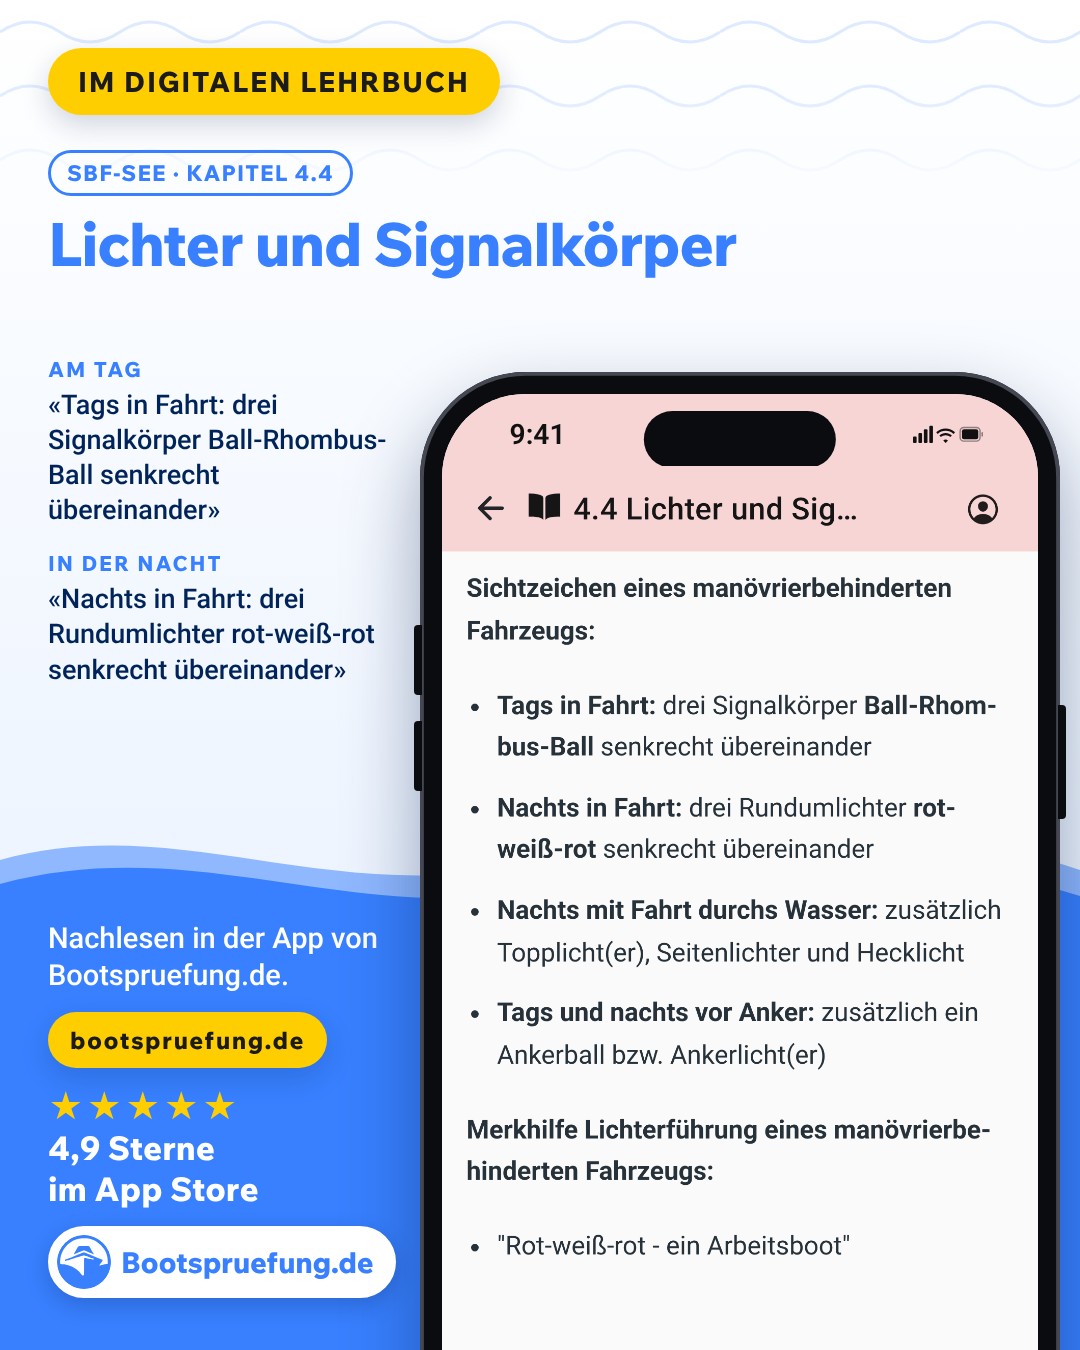 IM DIGITALEN LEHRBUCH
SBF-SEE · KAPITEL 4.4
Lichter und Signalkörper
AM TAG
«Tags in Fahrt: drei
Signalkörper Ball-Rhombus-
Ball senkrecht
übereinander»
IN DER NACHT
«Nachts in Fahrt: drei
Rundumlichter rot-weiß-rot
senkrecht übereinander»
Nachlesen in der App von
Bootspruefung.de.
bootspruefung.de
★★★★★
4,9 Sterne
im App Store
Bootspruefung.de
9:41
4.4 Lichter und Sig…
Sichtzeichen eines manövrierbehinderten
Fahrzeugs:
• Tags in Fahrt: drei Signalkörper Ball-Rhom-
bus-Ball senkrecht übereinander
• Nachts in Fahrt: drei Rundumlichter rot-
weiß-rot senkrecht übereinander
• Nachts mit Fahrt durchs Wasser: zusätzlich
Topplicht(er), Seitenlichter und Hecklicht
• Tags und nachts vor Anker: zusätzlich ein
Ankerball bzw. Ankerlicht(er)
Merkhilfe Lichterführung eines manövrierbe-
hinderten Fahrzeugs:
• "Rot-weiß-rot - ein Arbeitsboot"